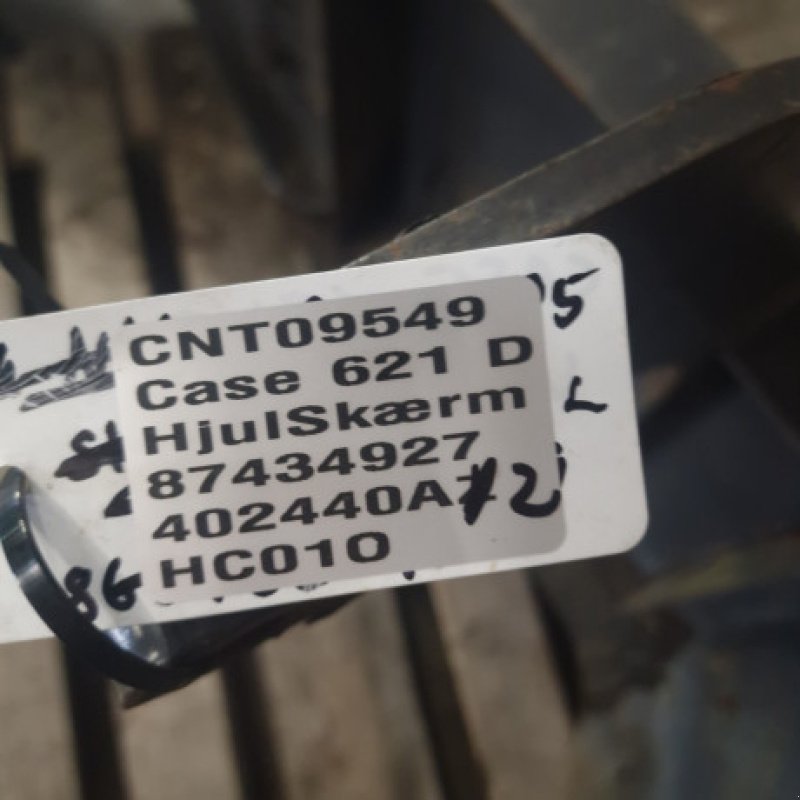 CNT09549
Case 621 D
HjulSkærm
87434927
402440A
HC01O